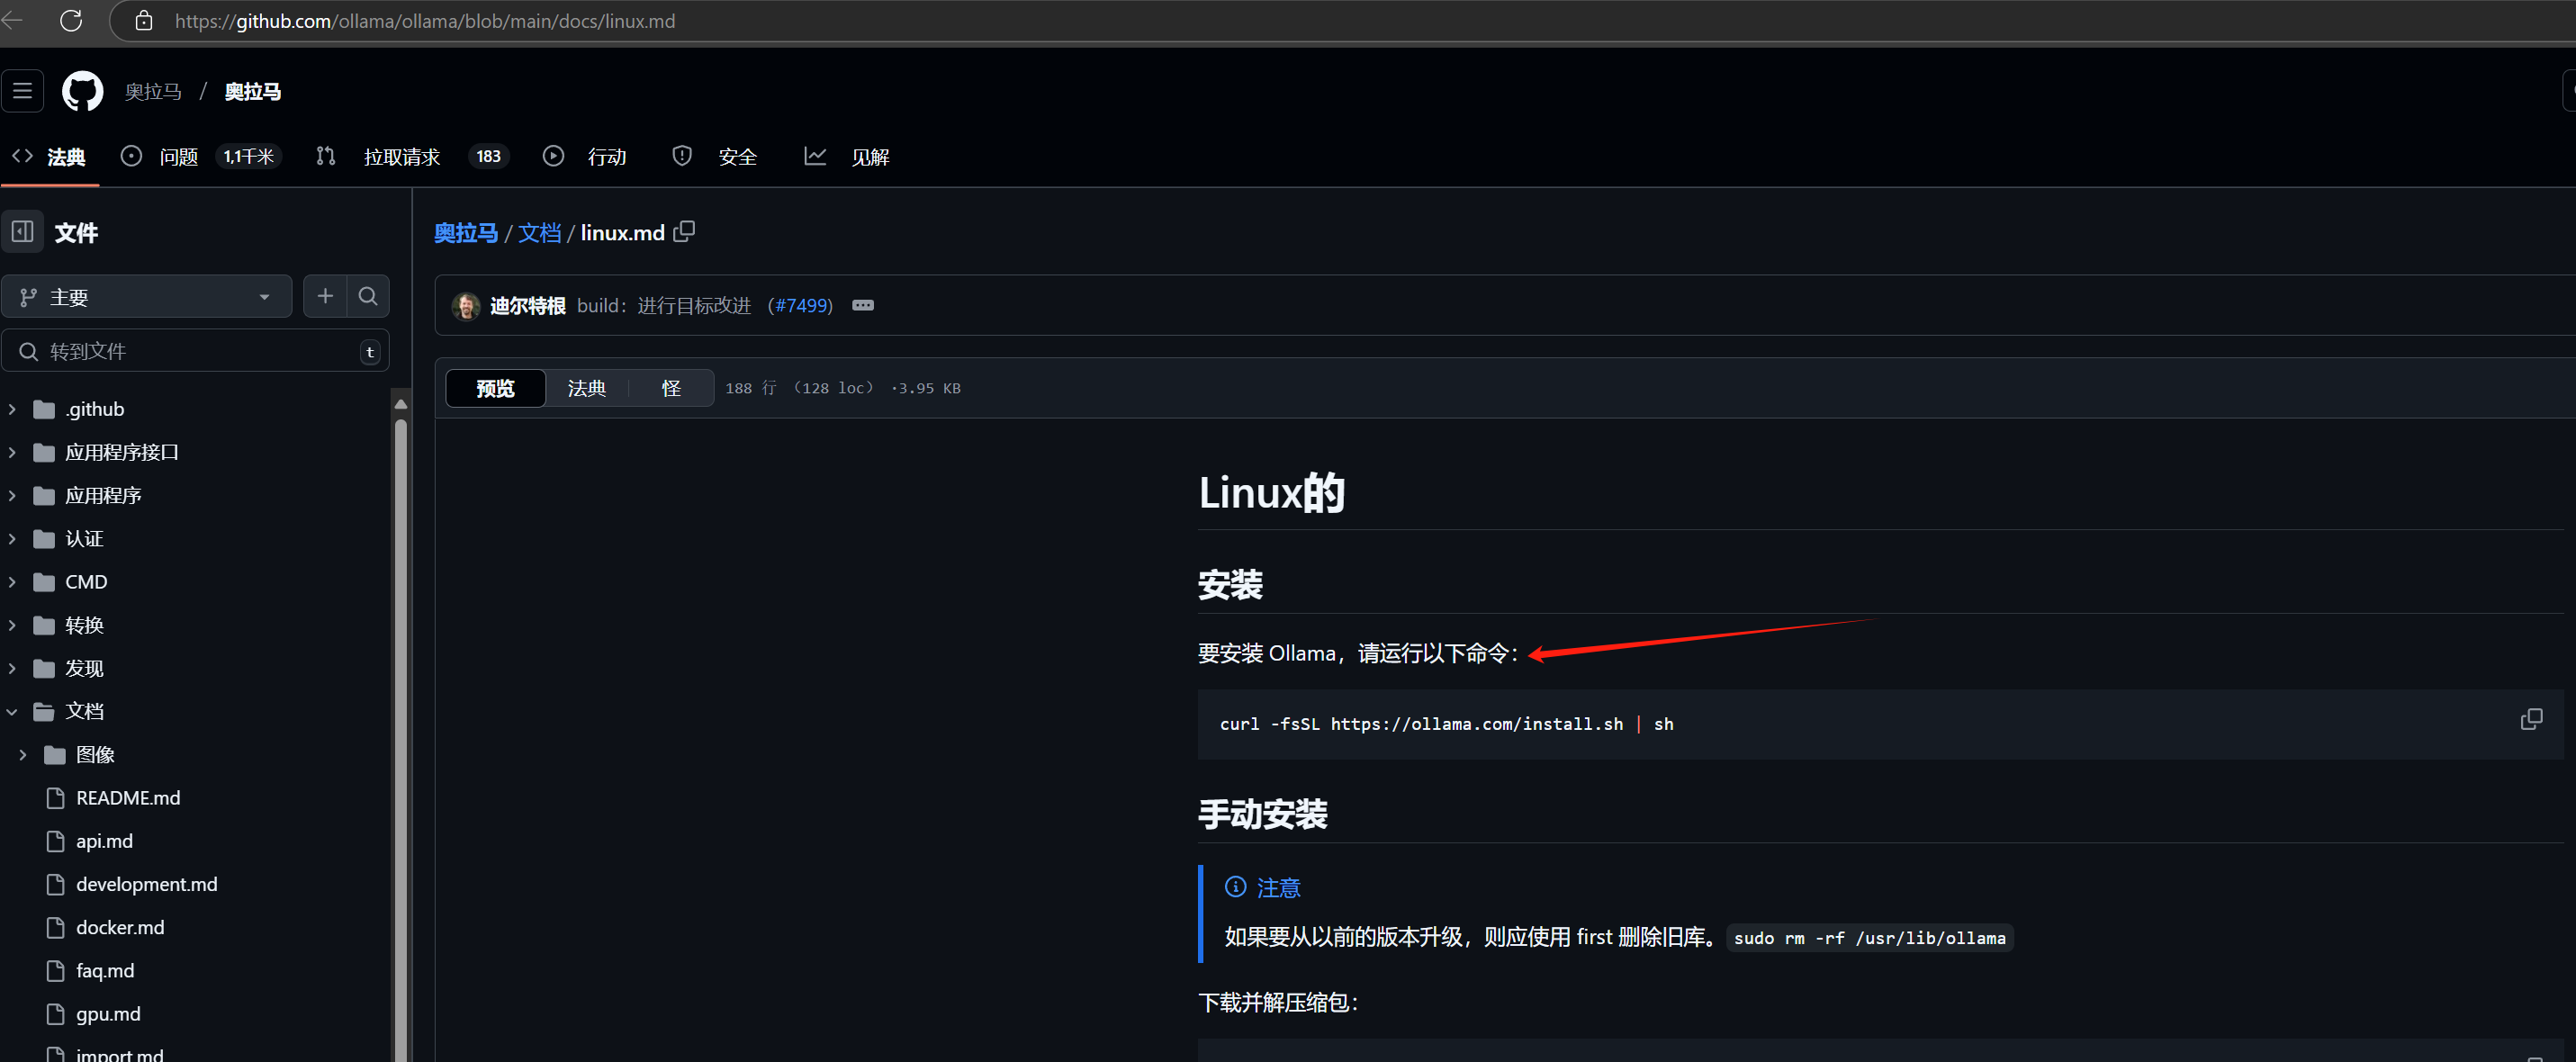 https://github.com/ollama/ollama/blob/main/docs/linux.md
奥拉马 / 奥拉马
法典 问题 1,1千米 拉取请求 183 行动 安全 见解
文件
主要
转到文件 t
.github
应用程序接口
应用程序
认证
CMD
转换
发现
文档
图像
README.md
api.md
development.md
docker.md
faq.md
gpu.md
import.md
奥拉马 / 文档 / linux.md
迪尔特根 build：进行目标改进 （#7499)
预览 法典 怪 188 行 （128 loc） ·3.95 KB
Linux的
安装
要安装 Ollama，请运行以下命令：
curl -fsSL https://ollama.com/install.sh | sh
手动安装
注意
如果要从以前的版本升级，则应使用 first 删除旧库。sudo rm -rf /usr/lib/ollama
下载并解压缩包：